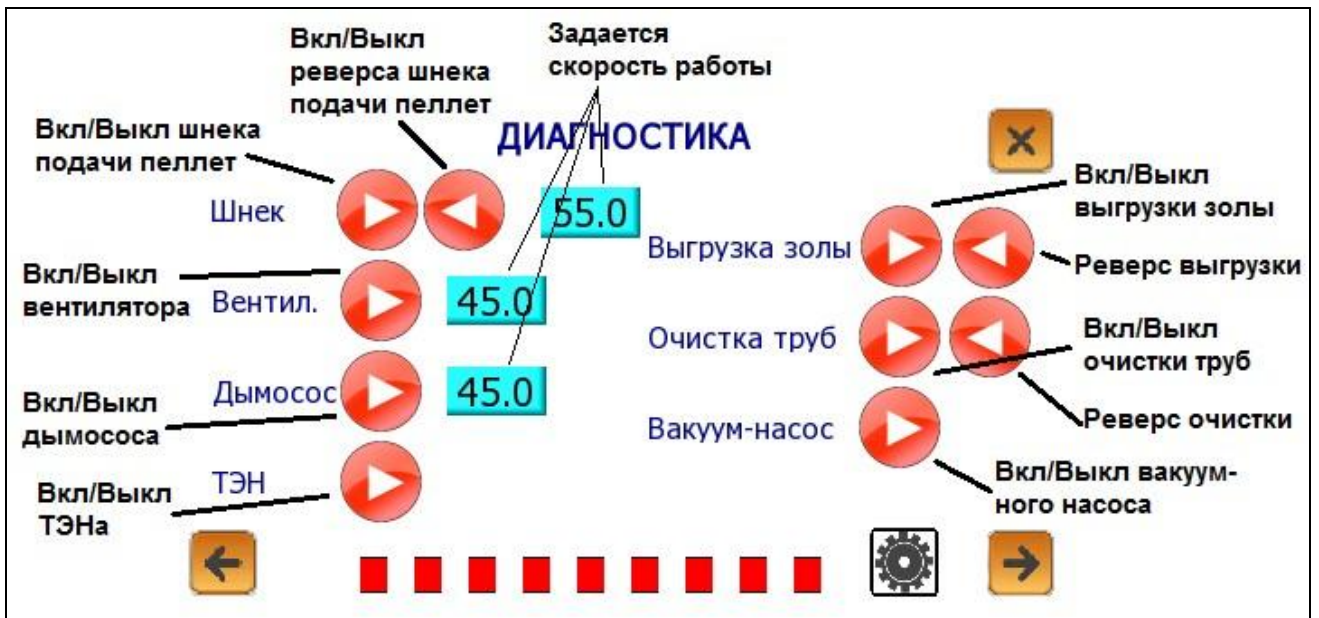 Вкл/Выкл
реверса шнека
подачи пеллет
Задается
скорость работы
Вкл/Выкл шнека
подачи пеллет
ДИАГНОСТИКА
Шнек
55.0
Вкл/Выкл
выгрузки золы
Выгрузка золы
Реверс выгрузки
Вкл/Выкл
вентилятора
Вентил.
45.0
Очистка труб
Вкл/Выкл
очистки труб
Вкл/Выкл
дымососа
Дымосос
45.0
Реверс очистки
Вакуум-насос
Вкл/Выкл
ТЭНа
ТЭН
Вкл/Выкл вакуум-
ного насоса